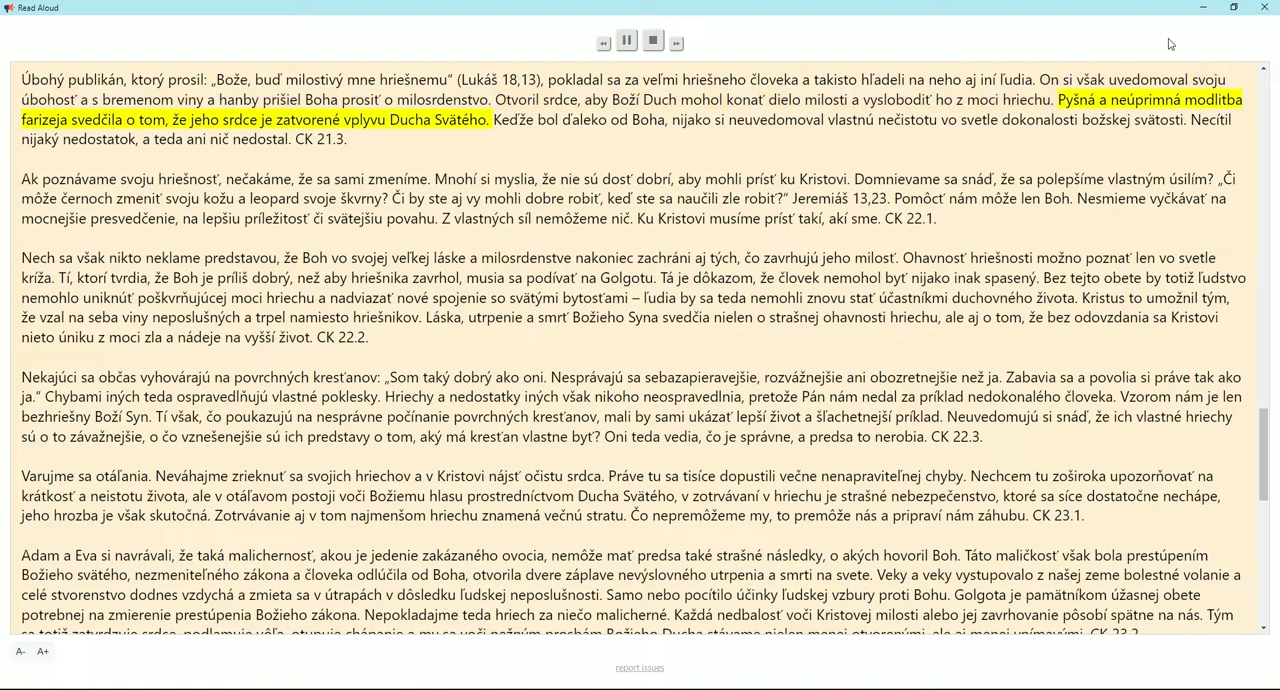 Read Aloud
Úbohý publikán, ktorý prosil: „Bože, buď milostivý mne hriešnemu“ (Lukáš 18,13), pokladal sa za veľmi hriešneho človeka a takisto hľadeli na neho aj iní ľudia. On si však uvedomoval svoju
úbohosť a s bremenom viny a hanby prišiel Boha prosiť o milosrdenstvo. Otvoril srdce, aby Boží Duch mohol konať dielo milosti a vyslobodiť ho z moci hriechu. Pyšná a neúprimná modlitba
farizeja svedčila o tom, že jeho srdce je zatvorené vplyvu Ducha Svätého. Keďže bol ďaleko od Boha, nijako si neuvedomoval vlastnú nečistotu vo svetle dokonalosti božskej svätosti. Necítil
nijaký nedostatok, a teda ani nič nedostal. CK 21.3.
Ak poznávame svoju hriešnosť, nečakáme, že sa sami zmeníme. Mnohí si myslia, že nie sú dosť dobrí, aby mohli prísť ku Kristovi. Domnievame sa snáď, že sa polepšíme vlastným úsilím? „Či
môže černoch zmeniť svoju kožu a leopard svoje škvrny? Či by ste aj vy mohli dobre robiť, keď ste sa naučili zle robiť?“ Jeremiáš 13,23. Pomôcť nám môže len Boh. Nesmieme vyčkávať na
mocnejšie presvedčenie, na lepšiu príležitosť či svätejšiu povahu. Z vlastných síl nemôžeme nič. Ku Kristovi musíme prísť takí, akí sme. CK 22.1.
Nech sa však nikto neklame predstavou, že Boh vo svojej veľkej láske a milosrdenstve nakoniec zachráni aj tých, čo zavrhujú jeho milosť. Ohavnosť hriešnosti možno poznať len vo svetle
kríža. Tí, ktorí tvrdia, že Boh je príliš dobrý, než aby hriešnika zavrhol, musia sa podívať na Golgotu. Tá je dôkazom, že človek nemohol byť nijako inak spasený. Bez tejto obete by totiž ľudstvo
nemohlo uniknúť poškvrňujúcej moci hriechu a nadviazať nové spojenie so svätými bytosťami – ľudia by sa teda nemohli znovu stať účastníkmi duchovného života. Kristus to umožnil tým,
že vzal na seba viny neposlušných a trpel namiesto hriešnikov. Láska, utrpenie a smrť Božieho Syna svedčia nielen o strašnej ohavnosti hriechu, ale aj o tom, že bez odovzdania sa Kristovi
nieto úniku z moci zla a nádeje na vyšší život. CK 22.2.
Nekajúci sa občas vyhovárajú na povrchných kresťanov: „Som taký dobrý ako oni. Nesprávajú sa sebazapieravejšie, rozvážnejšie ani obozretnejšie než ja. Zabavia sa a povolia si práve tak ako
ja.“ Chybami iných teda ospravedlňujú vlastné poklesky. Hriechy a nedostatky iných však nikoho neospravedlnia, pretože Pán nám nedal za príklad nedokonalého človeka. Vzorom nám je len
bezhriešny Boží Syn. Tí však, čo poukazujú na nesprávne počínanie povrchných kresťanov, mali by sami ukázať lepší život a šľachetnejší príklad. Neuvedomujú si snáď, že ich vlastné hriechy
sú o to závažnejšie, o čo vznešenejšie sú ich predstavy o tom, aký má kresťan vlastne byť? Oni teda vedia, čo je správne, a predsa to nerobia. CK 22.3.
Varujme sa otáľania. Neváhajme zrieknuť sa svojich hriechov a v Kristovi nájsť očistu srdca. Práve tu sa tisíce dopustili večne nenapraviteľnej chyby. Nechcem tu zoširoka upozorňovať na
krátkosť a neistotu života, ale v otáľavom postoji voči Božiemu hlasu prostredníctvom Ducha Svätého, v zotrvávaní v hriechu je strašné nebezpečenstvo, ktoré sa síce dostatočne nechápe,
jeho hrozba je však skutočná. Zotrvávanie aj v tom najmenšom hriechu znamená večnú stratu. Čo nepremôžeme my, to premôže nás a pripraví nám záhubu. CK 23.1.
Adam a Eva si navrávali, že taká malichernosť, akou je jedenie zakázaného ovocia, nemôže mať predsa také strašné následky, o akých hovoril Boh. Táto maličkosť však bola prestúpením
Božieho svätého, nezmeniteľného zákona a človeka odlúčila od Boha, otvorila dvere záplave nevýslovného utrpenia a smrti na svete. Veky a veky vystupovalo z našej zeme bolestné volanie a
celé stvorenstvo dodnes vzdychá a zmieta sa v útrapách v dôsledku ľudskej neposlušnosti. Samo nebo pocítilo účinky ľudskej vzbury proti Bohu. Golgota je pamätníkom úžasnej obete
potrebnej na zmierenie prestúpenia Božieho zákona. Nepokladajme teda hriech za niečo malicherné. Každá nedbalosť voči Kristovej milosti alebo jej zavrhovanie pôsobí spätne na nás. Tým
sa totiž zatvrdzuje srdce, podlamuje vôľa, otupuje chápanie a my sa voči nežným prosbám Božieho Ducha stávame nielen menej otvorenými, ale aj menej vnímavými. CK 23.2.
A- A+
report issues